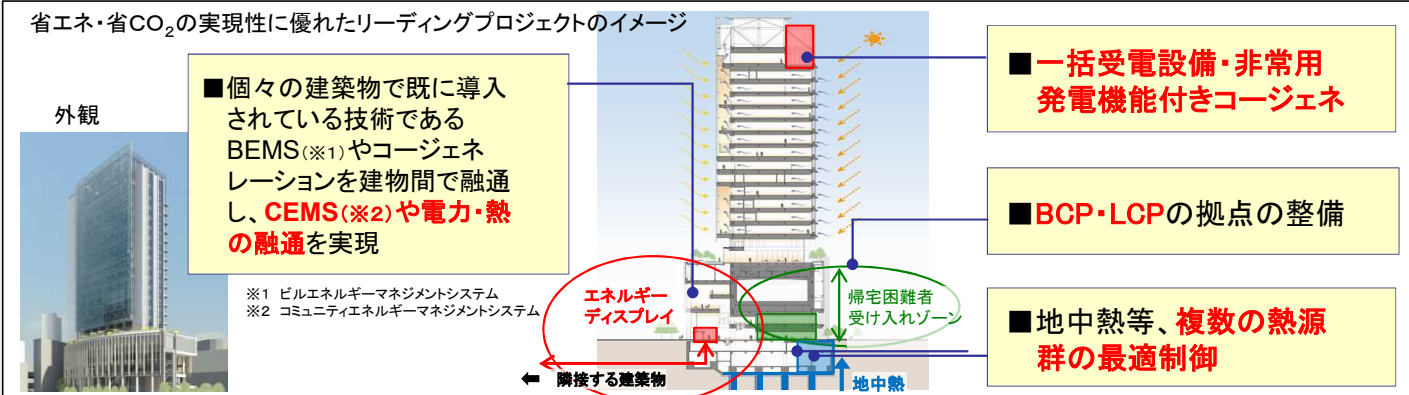 省エネ・省CO2の実現性に優れたリーディングプロジェクトのイメージ
外観
■個々の建築物で既に導入
されている技術である
BEMS(※1)やコージェネ
レーションを建物間で融通
し、CEMS(※2)や電力・熱
の融通を実現
※1 ビルエネルギーマネジメントシステム
※2 コミュニティエネルギーマネジメントシステム
エネルギー
ディスプレイ
← 隣接する建築物
帰宅困難者
受け入れゾーン
地中熱
■一括受電設備・非常用
発電機能付きコージェネ
■BCP・LCPの拠点の整備
■地中熱等、複数の熱源
群の最適制御